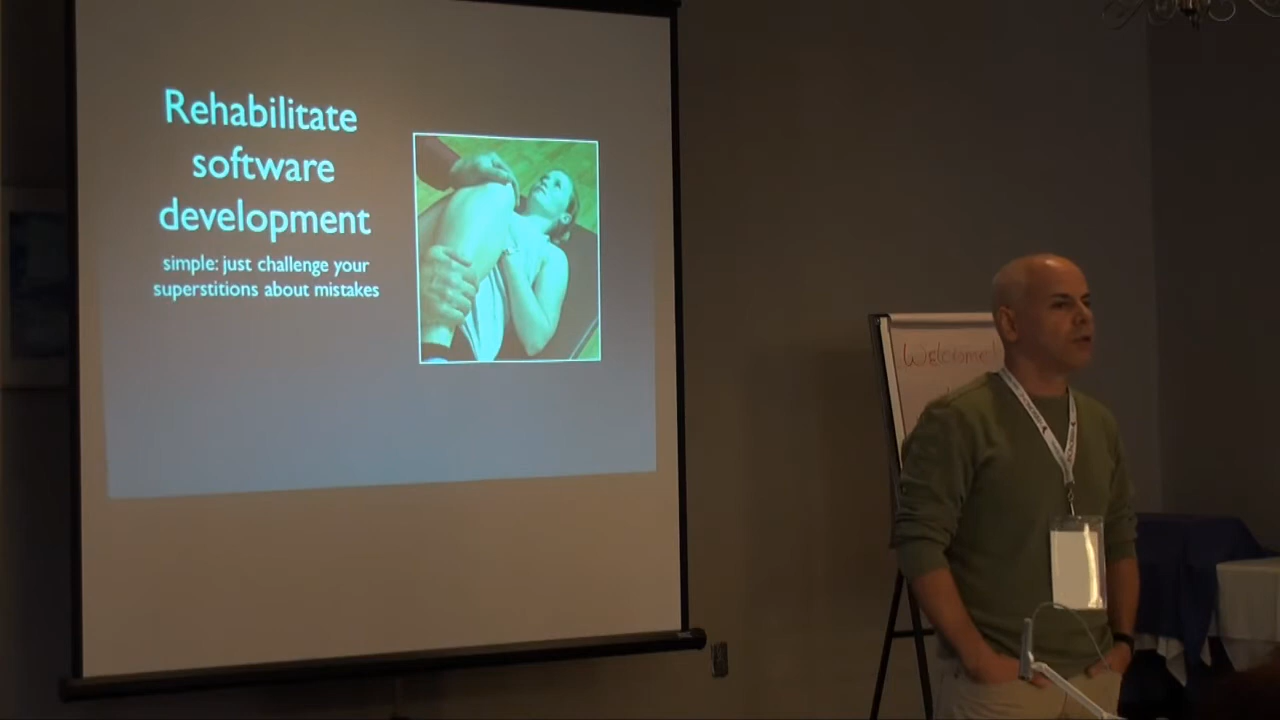 Rehabilitate
software
development
simple: just challenge your
superstitions about mistakes
Welcome!